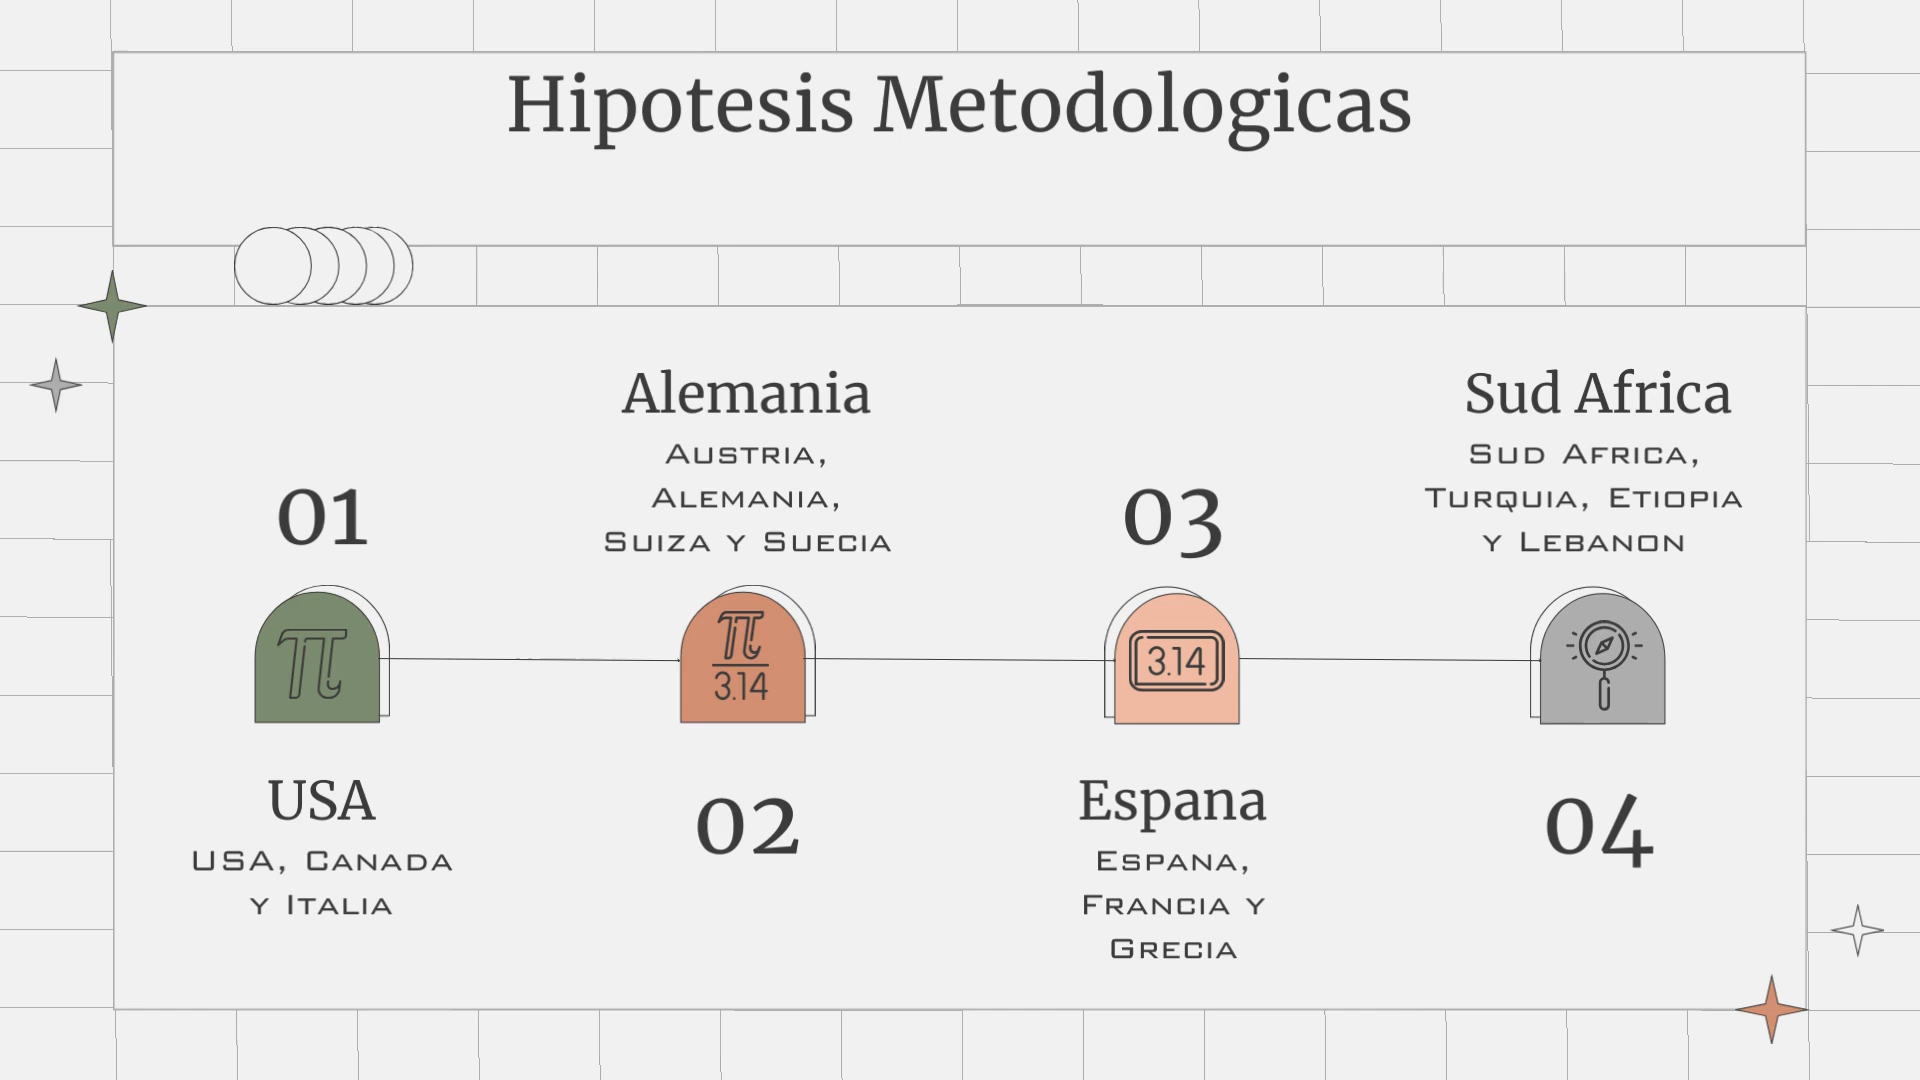 Hipotesis Metodologicas
01
USA
USA, Canada
y Italia
Alemania
Austria,
Alemania,
Suiza y Suecia
π
3.14
02
03
3.14
Espana
Espana,
Francia y
Grecia
Sud Africa
Sud Africa,
Turquia, Etiopia
y Lebanon
04
π